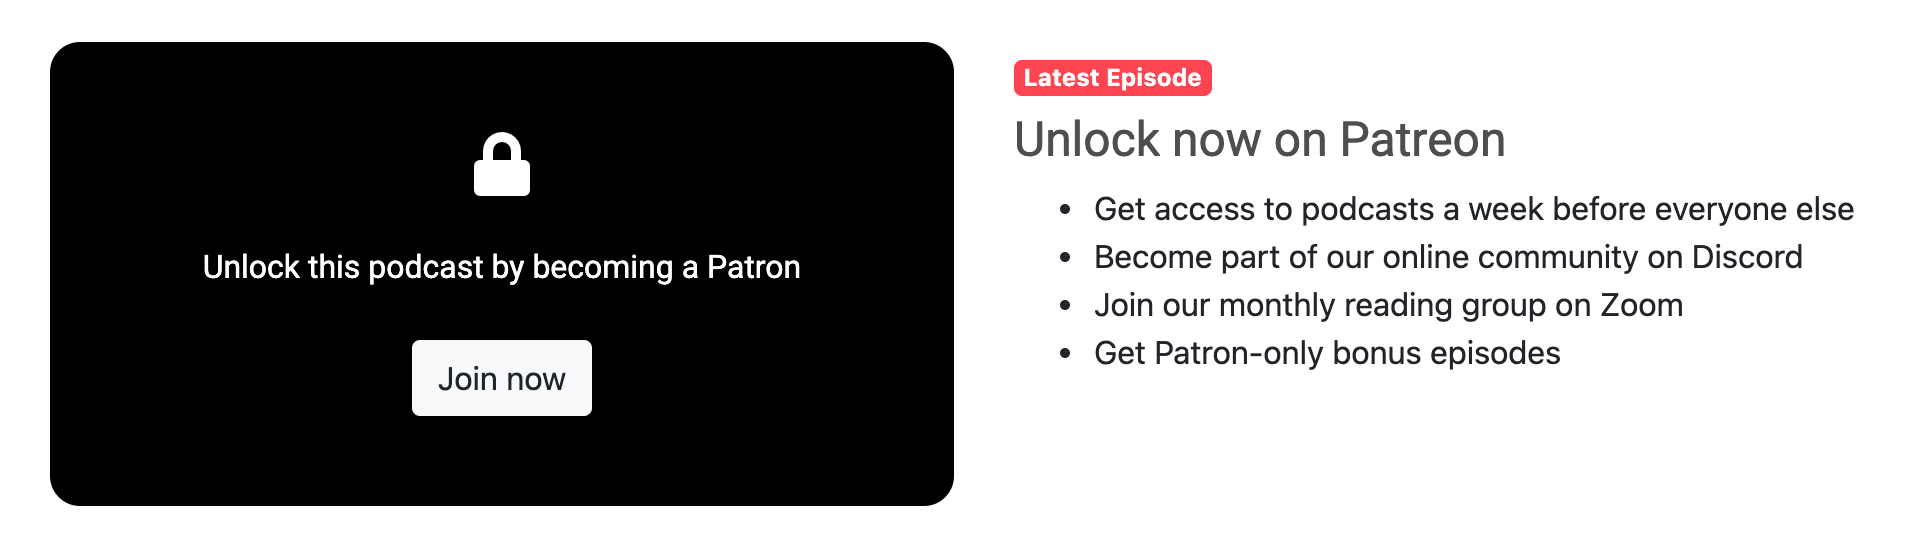 Unlock this podcast by becoming a Patron
Join now
Latest Episode
Unlock now on Patreon
• Get access to podcasts a week before everyone else
• Become part of our online community on Discord
• Join our monthly reading group on Zoom
• Get Patron-only bonus episodes